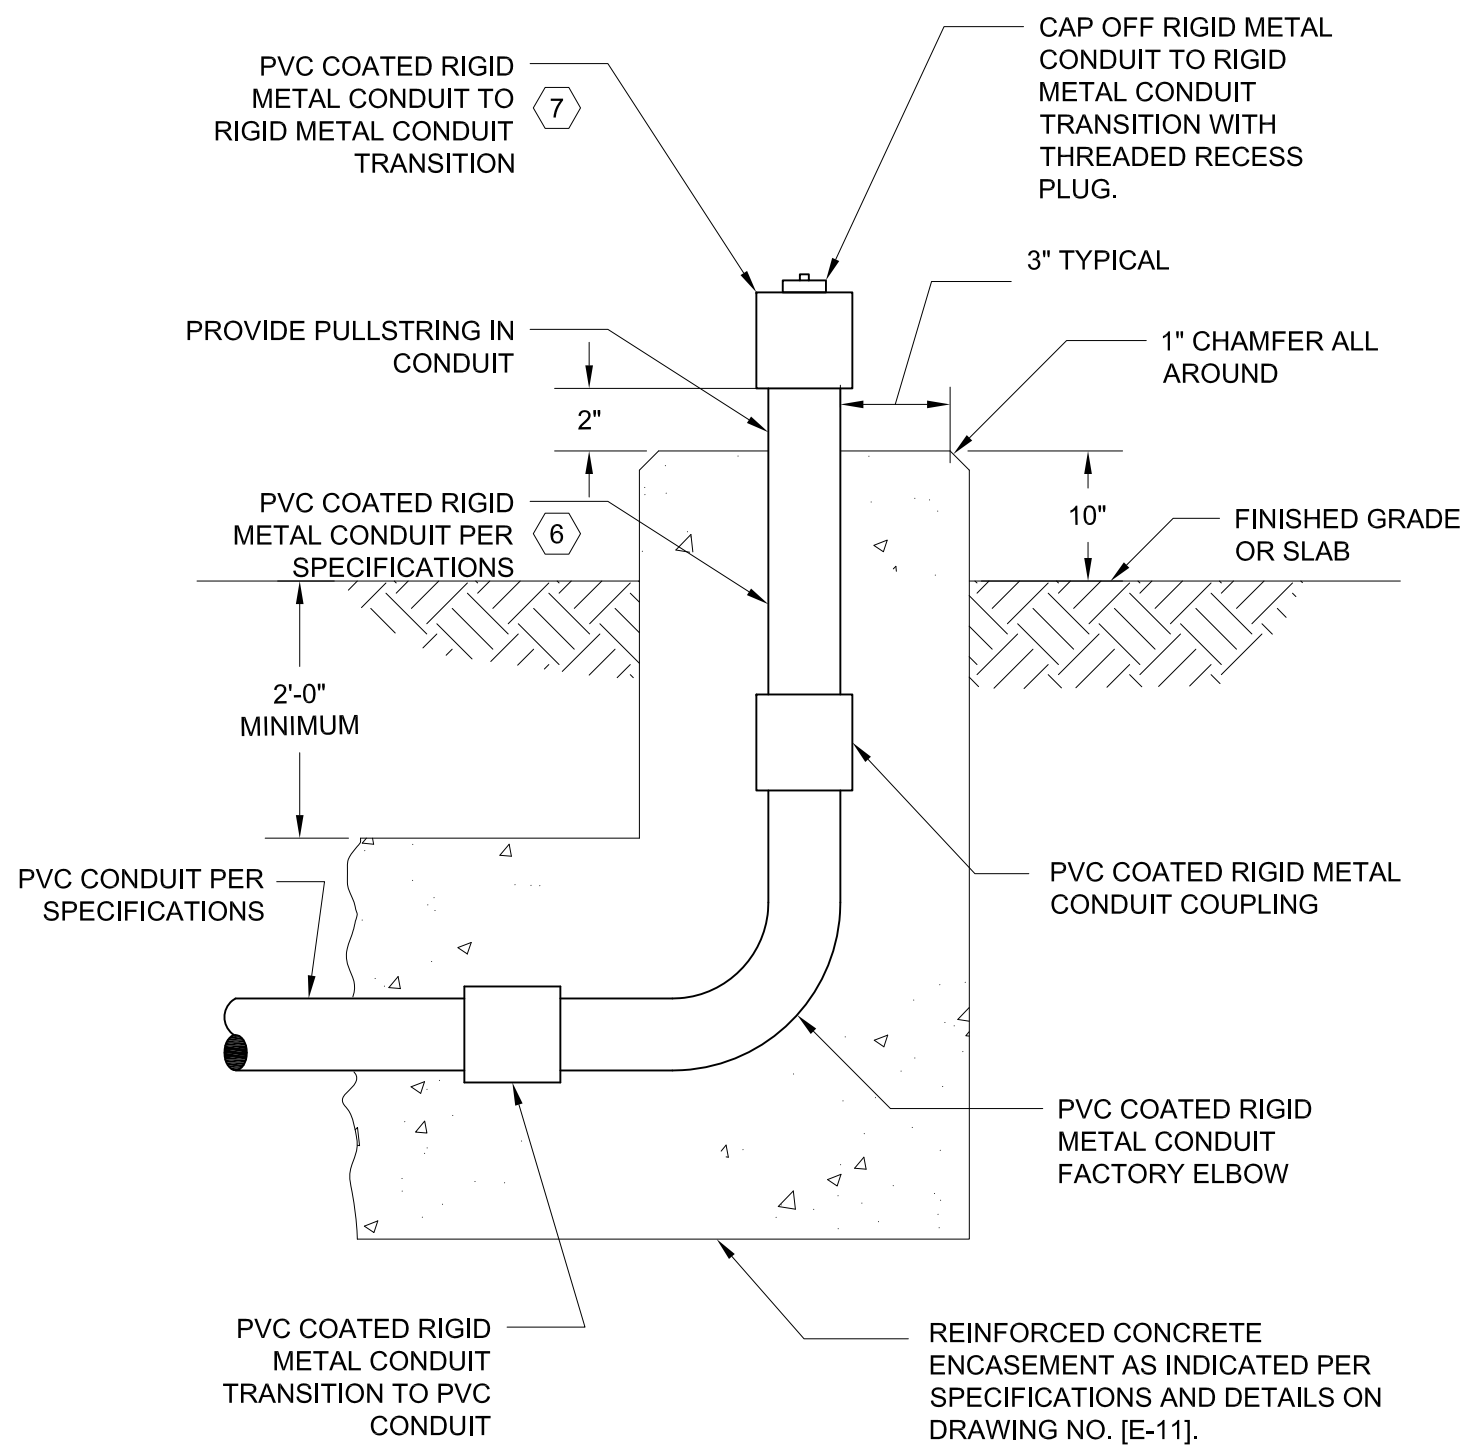 PVC COATED RIGID
METAL CONDUIT TO
RIGID METAL CONDUIT
TRANSITION
7
CAP OFF RIGID METAL
CONDUIT TO RIGID
METAL CONDUIT
TRANSITION WITH
THREADED RECESS
PLUG.
3" TYPICAL
PROVIDE PULLSTRING IN
CONDUIT
1" CHAMFER ALL
AROUND
2"
PVC COATED RIGID
METAL CONDUIT PER
SPECIFICATIONS
6
10"
FINISHED GRADE
OR SLAB
2'-0"
MINIMUM
PVC CONDUIT PER
SPECIFICATIONS
PVC COATED RIGID METAL
CONDUIT COUPLING
PVC COATED RIGID
METAL CONDUIT
FACTORY ELBOW
PVC COATED RIGID
METAL CONDUIT
TRANSITION TO PVC
CONDUIT
REINFORCED CONCRETE
ENCASEMENT AS INDICATED PER
SPECIFICATIONS AND DETAILS ON
DRAWING NO. [E-11].